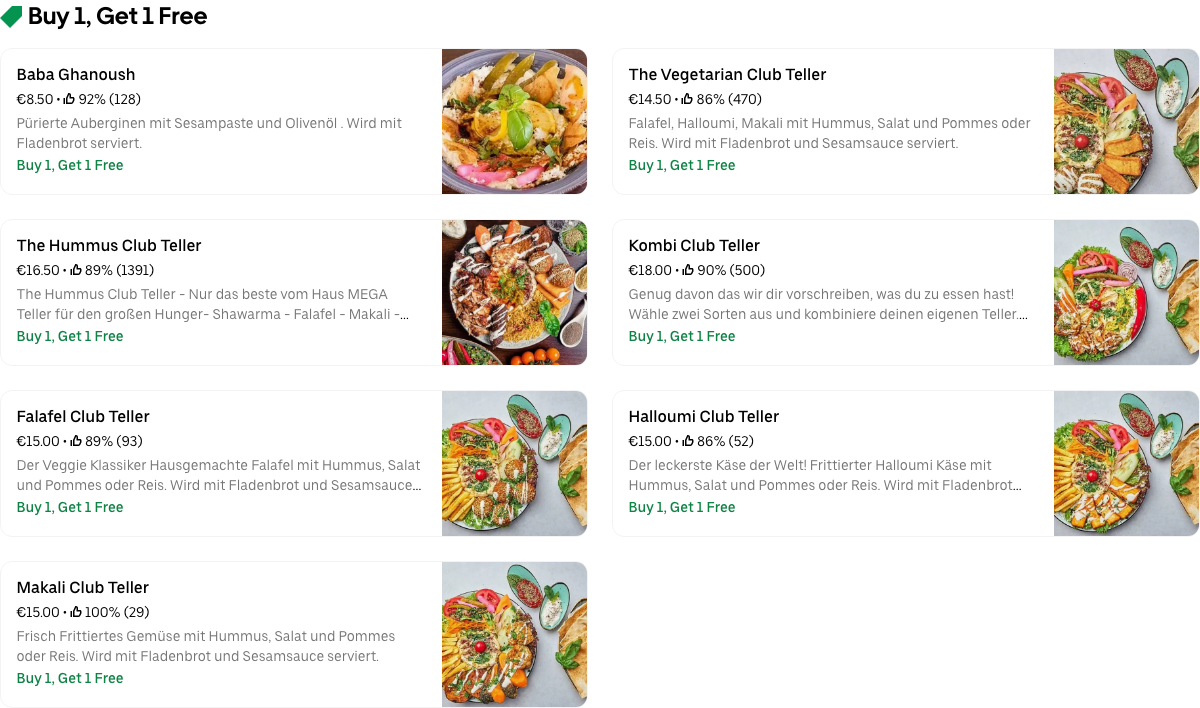 Buy 1, Get 1 Free
Baba Ghanoush
€8.50 • 92% (128)
Pürierte Auberginen mit Sesampaste und Olivenöl . Wird mit
Fladenbrot serviert.
Buy 1, Get 1 Free
The Vegetarian Club Teller
€14.50 • 86% (470)
Falafel, Halloumi, Makali mit Hummus, Salat und Pommes oder
Reis. Wird mit Fladenbrot und Sesamsauce serviert.
Buy 1, Get 1 Free
The Hummus Club Teller
€16.50 • 89% (1391)
The Hummus Club Teller - Nur das beste vom Haus MEGA
Teller für den großen Hunger- Shawarma - Falafel - Makali -...
Buy 1, Get 1 Free
Kombi Club Teller
€18.00 • 90% (500)
Genug davon das wir dir vorschreiben, was du zu essen hast!
Wähle zwei Sorten aus und kombiniere deinen eigenen Teller....
Buy 1, Get 1 Free
Falafel Club Teller
€15.00 • 89% (93)
Der Veggie Klassiker Hausgemachte Falafel mit Hummus, Salat
und Pommes oder Reis. Wird mit Fladenbrot und Sesamsauce...
Buy 1, Get 1 Free
Halloumi Club Teller
€15.00 • 86% (52)
Der leckerste Käse der Welt! Frittierter Halloumi Käse mit
Hummus, Salat und Pommes oder Reis. Wird mit Fladenbrot...
Buy 1, Get 1 Free
Makali Club Teller
€15.00 • 100% (29)
Frisch Frittiertes Gemüse mit Hummus, Salat und Pommes
oder Reis. Wird mit Fladenbrot und Sesamsauce serviert.
Buy 1, Get 1 Free